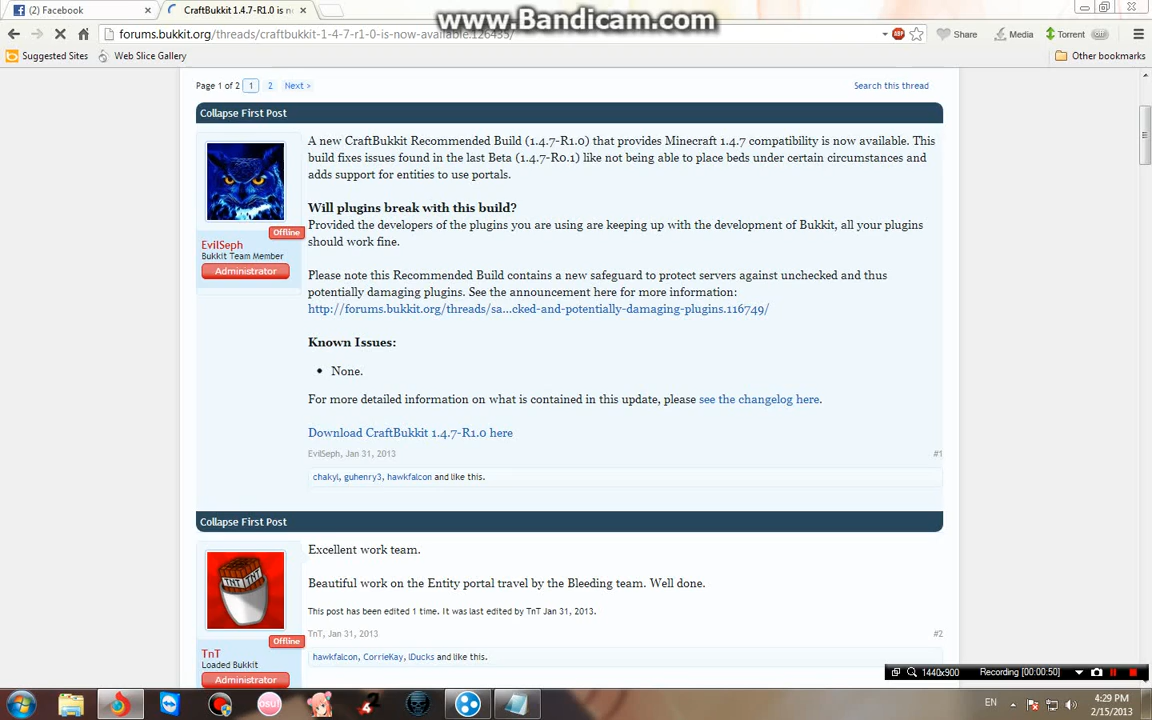 (2) Facebook
CraftBukkit 1.4.7-R1.0 is n
www.Bandicam.com
forums.bukkit.org/threads/craftbukkit-1-4-7-r1-0-is-now-available.126435/
Share
Media
Torrent
Suggested Sites
Web Slice Gallery
Other bookmarks
Page 1 of 2 1 2 Next >
Search this thread
Collapse First Post
A new CraftBukkit Recommended Build (1.4.7-R1.0) that provides Minecraft 1.4.7 compatibility is now available. This
build fixes issues found in the last Beta (1.4.7-R0.1) like not being able to place beds under certain circumstances and
adds support for entities to use portals.
Will plugins break with this build?
Provided the developers of the plugins you are using are keeping up with the development of Bukkit, all your plugins
should work fine.
Offline
EvilSeph
Bukkit Team Member
Administrator
Please note this Recommended Build contains a new safeguard to protect servers against unchecked and thus
potentially damaging plugins. See the announcement here for more information:
http://forums.bukkit.org/threads/sa...cked-and-potentially-damaging-plugins.116749/
Known Issues:
• None.
For more detailed information on what is contained in this update, please see the changelog here.
Download CraftBukkit 1.4.7-R1.0 here
EvilSeph, Jan 31, 2013
#1
chakyl, guhenry3, hawkfalcon and like this.
Collapse First Post
TNT
Excellent work team.
Beautiful work on the Entity portal travel by the Bleeding team. Well done.
This post has been edited 1 time. It was last edited by TnT Jan 31, 2013.
Offline
TnT
Loaded Bukkit
Administrator
TnT, Jan 31, 2013
#2
hawkfalcon, CorrieKay, lDucks and like this.
1440x900
Recording [00:00:50]
osu!
EN
4:29 PM
2/15/2013